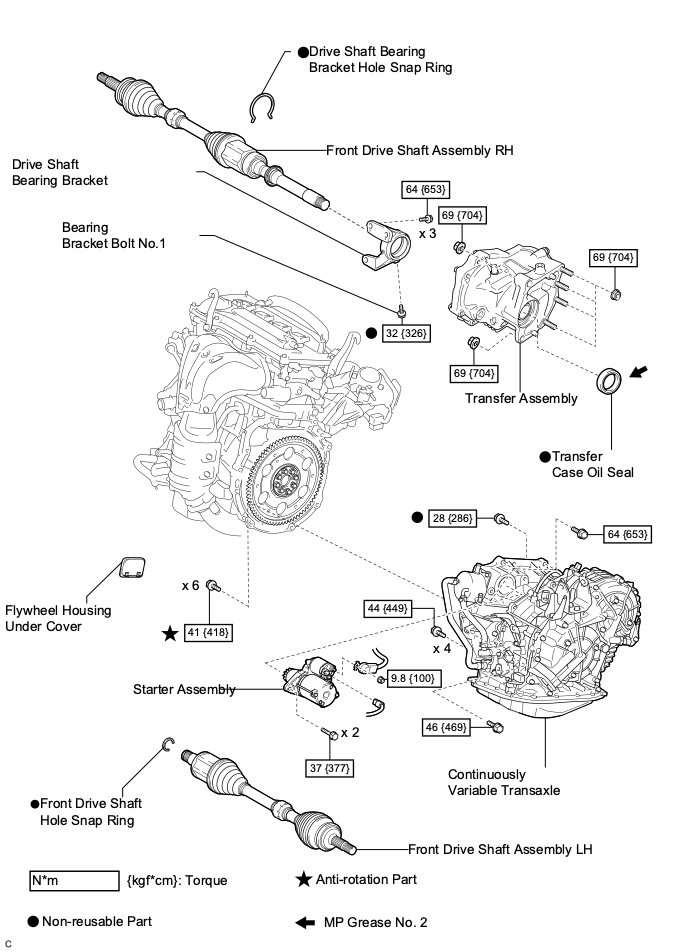 ●Drive Shaft Bearing
Bracket Hole Snap Ring
Front Drive Shaft Assembly RH
Drive Shaft
Bearing Bracket
64 {653}
x 3
69 {704}
Bearing
Bracket Bolt No.1
69 {704}
● 32 {326}
69 {704}
Transfer Assembly
●Transfer
Case Oil Seal
● 28 {286}
64 {653}
x 6
44 {449}
Flywheel Housing
Under Cover
★ 41 {418}
x 4
9.8 {100}
Starter Assembly
46 {469}
x 2
37 {377}
Continuously
Variable Transaxle
●Front Drive Shaft
Hole Snap Ring
Front Drive Shaft Assembly LH
N*m {kgf*cm}: Torque
★ Anti-rotation Part
● Non-reusable Part
MP Grease No. 2
C